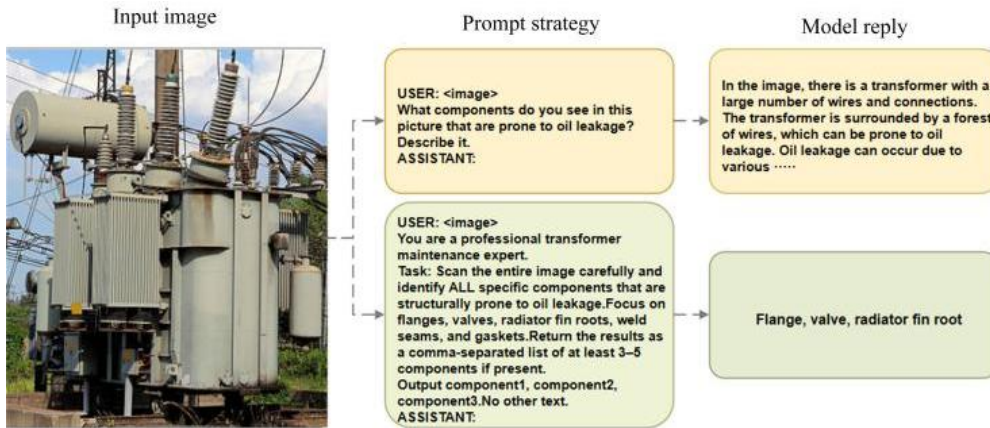 Input image
Prompt strategy
Model reply
USER: <image>
What components do you see in this
picture that are prone to oil leakage?
Describe it.
ASSISTANT:
In the image, there is a transformer with a
large number of wires and connections.
The transformer is surrounded by a forest
of wires, which can be prone to oil
leakage. Oil leakage can occur due to
various ·····
USER: <image>
You are a professional transformer
maintenance expert.
Task: Scan the entire image carefully and
identify ALL specific components that are
structurally prone to oil leakage.Focus on
flanges, valves, radiator fin roots, weld
seams, and gaskets.Return the results as
a comma-separated list of at least 3–5
components if present.
Output component1, component2,
component3.No other text.
ASSISTANT:
Flange, valve, radiator fin root